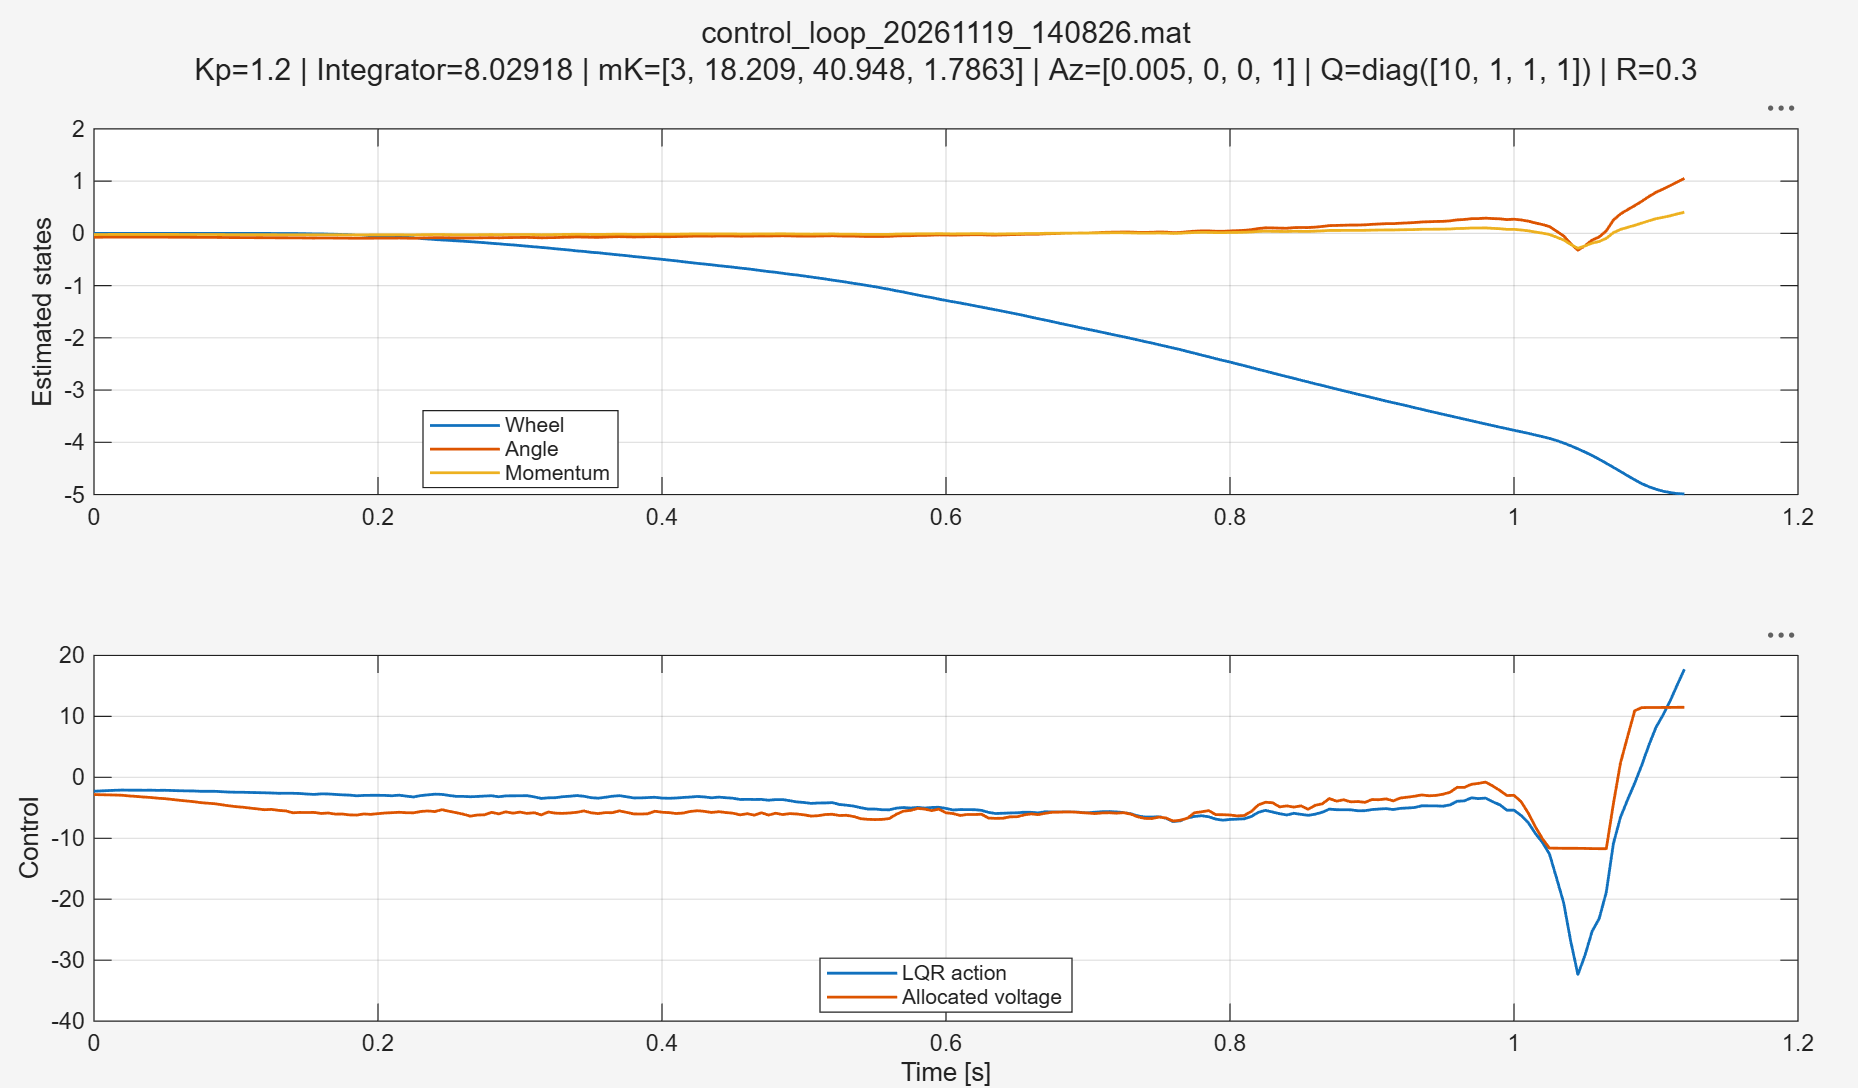 control_loop_20261119_140826.mat
Kp=1.2 | Integrator=8.02918 | mK=[3, 18.209, 40.948, 1.7863] | Az=[0.005, 0, 0, 1] | Q=diag([10, 1, 1, 1]) | R=0.3
Estimated states
2
1
0
-1
-2
-3
-4
-5
Wheel
Angle
Momentum
0 0.2 0.4 0.6 0.8 1 1.2
Control
20
10
0
-10
-20
-30
-40
LQR action
Allocated voltage
0 0.2 0.4 0.6 0.8 1 1.2
Time [s]